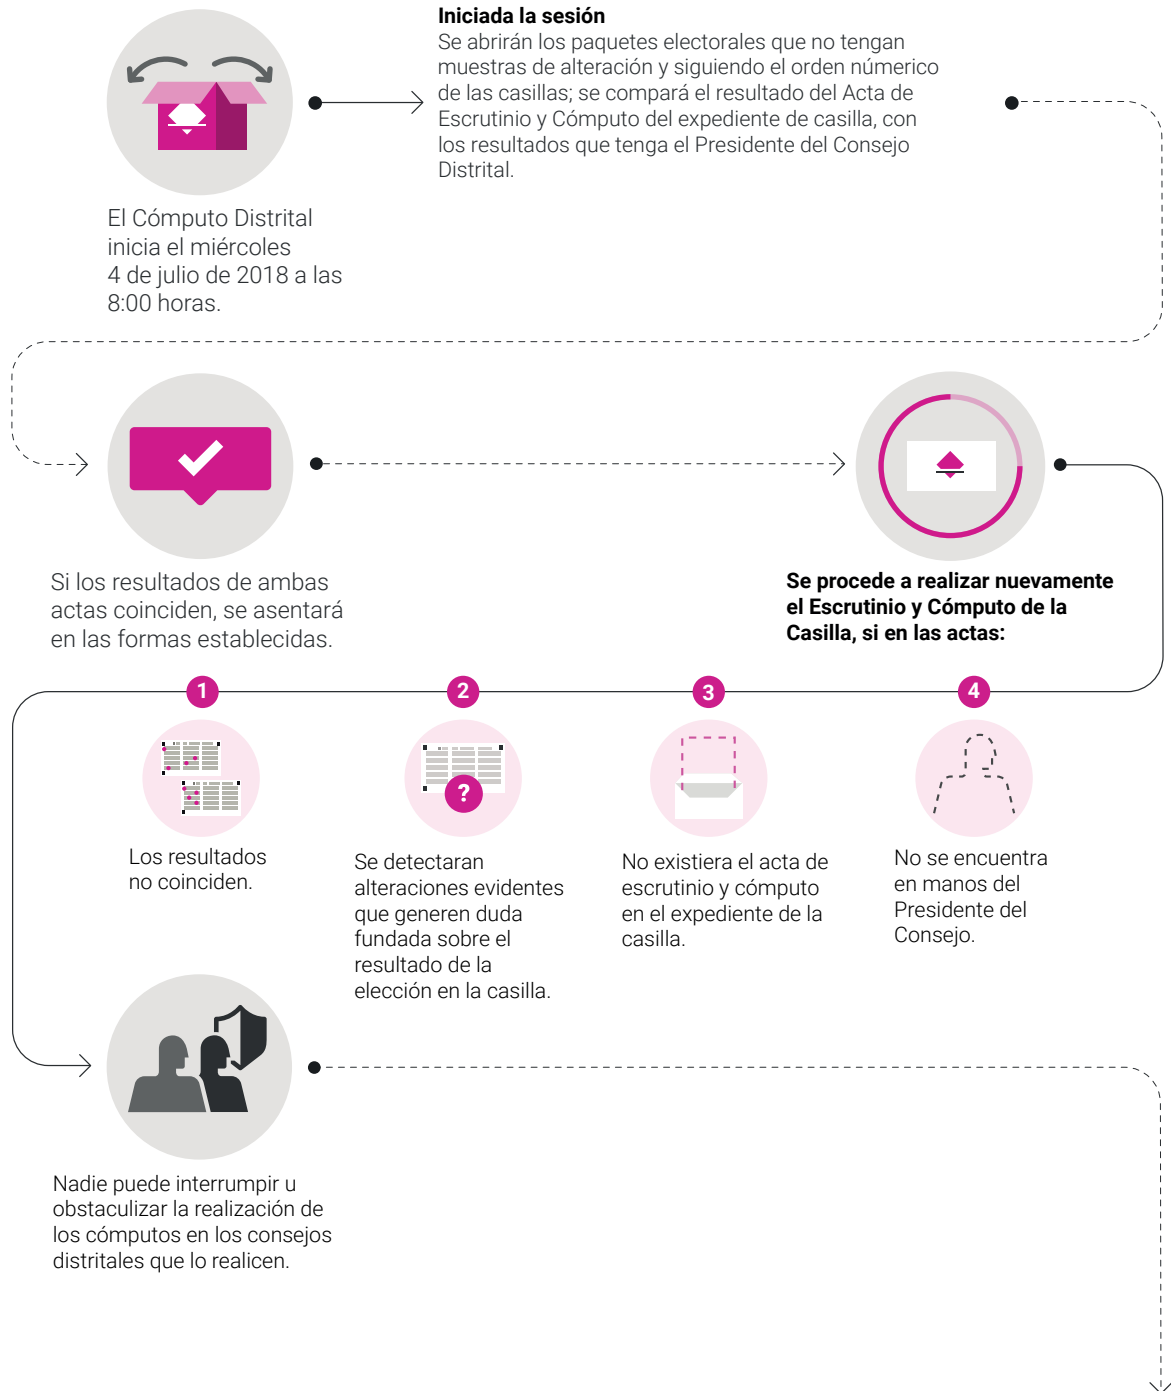 Iniciada la sesión
Se abrirán los paquetes electorales que no tengan
muestras de alteración y siguiendo el orden númerico
de las casillas; se compará el resultado del Acta de
Escrutinio y Cómputo del expediente de casilla, con
los resultados que tenga el Presidente del Consejo
Distrital.
El Cómputo Distrital
inicia el miércoles
4 de julio de 2018 a las
8:00 horas.
Si los resultados de ambas
actas coinciden, se asentará
en las formas establecidas.
Se procede a realizar nuevamente
el Escrutinio y Cómputo de la
Casilla, si en las actas:
1
Los resultados
no coinciden.
2
?
Se detectaran
alteraciones evidentes
que generen duda
fundada sobre el
resultado de la
elección en la casilla.
3
No existiera el acta de
escrutinio y cómputo
en el expediente de la
casilla.
4
No se encuentra
en manos del
Presidente del
Consejo.
Nadie puede interrumpir u
obstaculizar la realización de
los cómputos en los consejos
distritales que lo realicen.